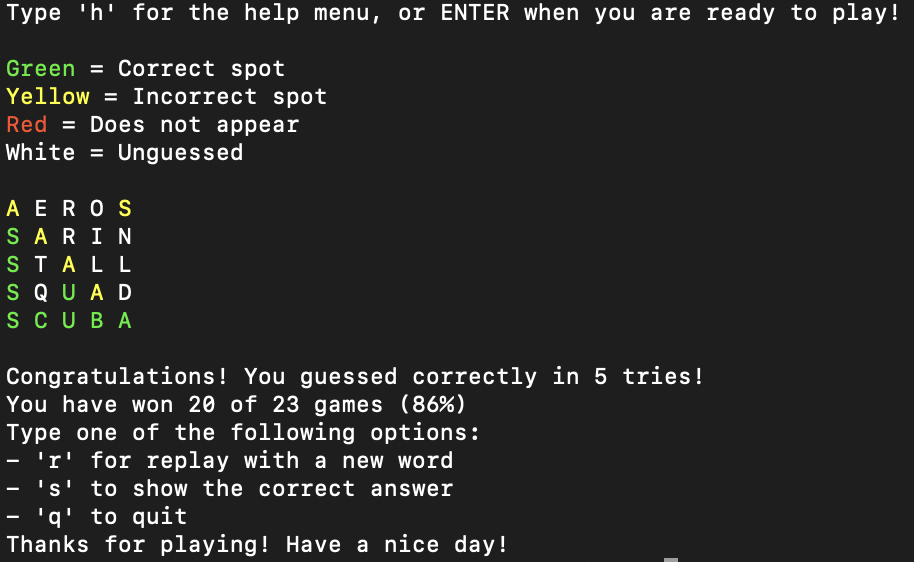 Type 'h' for the help menu, or ENTER when you are ready to play!
Green = Correct spot
Yellow = Incorrect spot
Red = Does not appear
White = Unguessed
A E R O S
S A R I N
S T A L L
S Q U A D
S C U B A
Congratulations! You guessed correctly in 5 tries!
You have won 20 of 23 games (86%)
Type one of the following options:
– 'r' for replay with a new word
– 's' to show the correct answer
– 'q' to quit
Thanks for playing! Have a nice day!